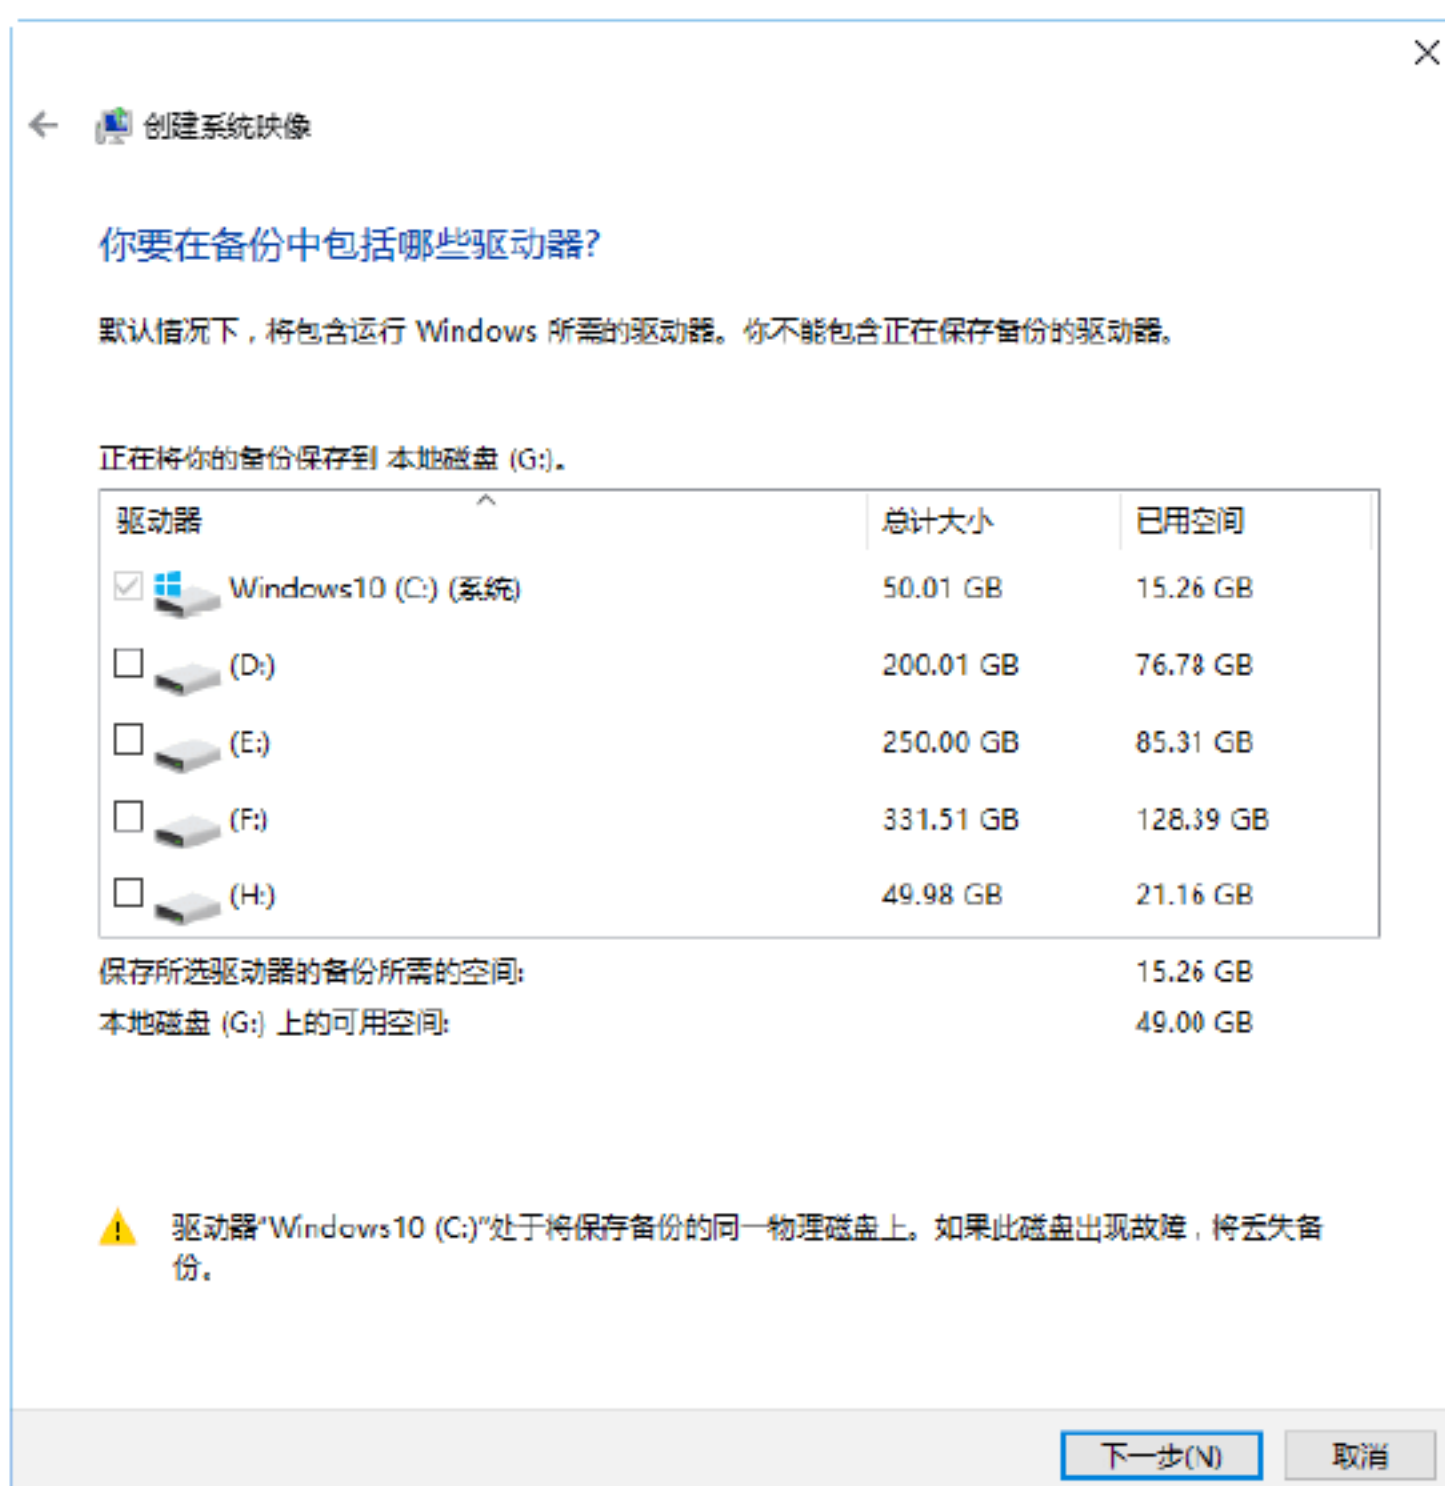 创建系统映像
你要在备份中包括哪些驱动器?
默认情况下，将包含运行 Windows 所需的驱动器。你不能包含正在保存备份的驱动器。
正在将你的备份保存到 本地磁盘 (G:)。
驱动器 总计大小 已用空间
Windows10 (C:) (系统) 50.01 GB 15.26 GB
(D:) 200.01 GB 76.78 GB
(E:) 250.00 GB 85.31 GB
(F:) 331.51 GB 128.39 GB
(H:) 49.98 GB 21.16 GB
保存所选驱动器的备份所需的空间: 15.26 GB
本地磁盘 (G:) 上的可用空间: 49.00 GB
驱动器"Windows10 (C:)"处于将保存备份的同一物理磁盘上。如果此磁盘出现故障，将丢失备
份。
下一步(N) 取消